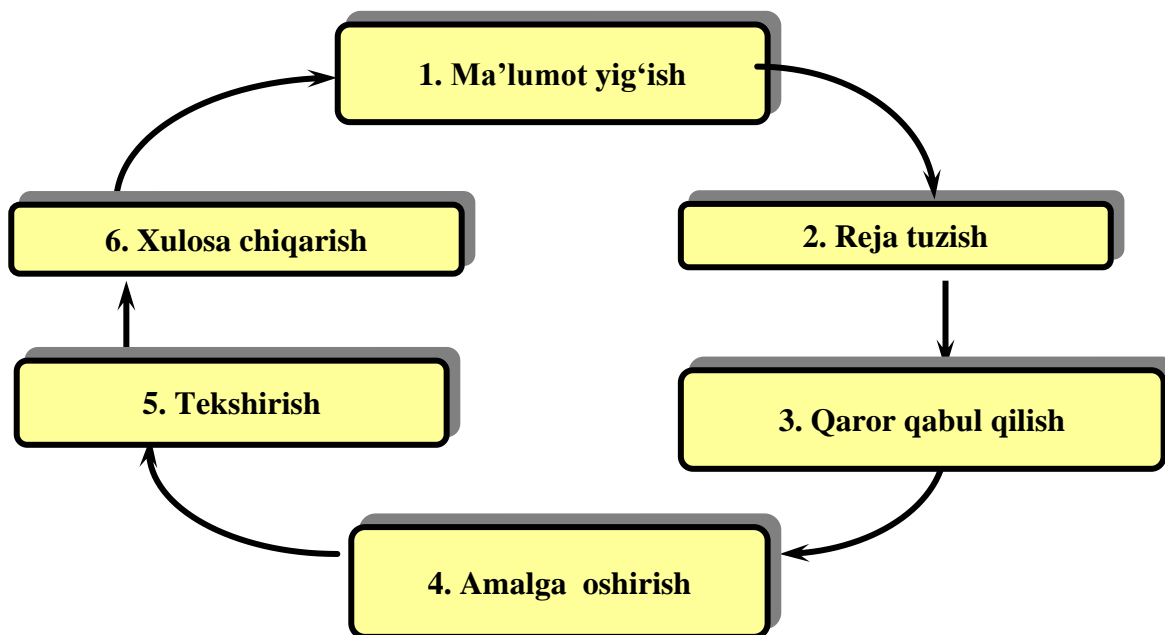 1. Ma’lumot yig‘ish
2. Reja tuzish
3. Qaror qabul qilish
4. Amalga  oshirish
5. Tekshirish
6. Xulosa chiqarish